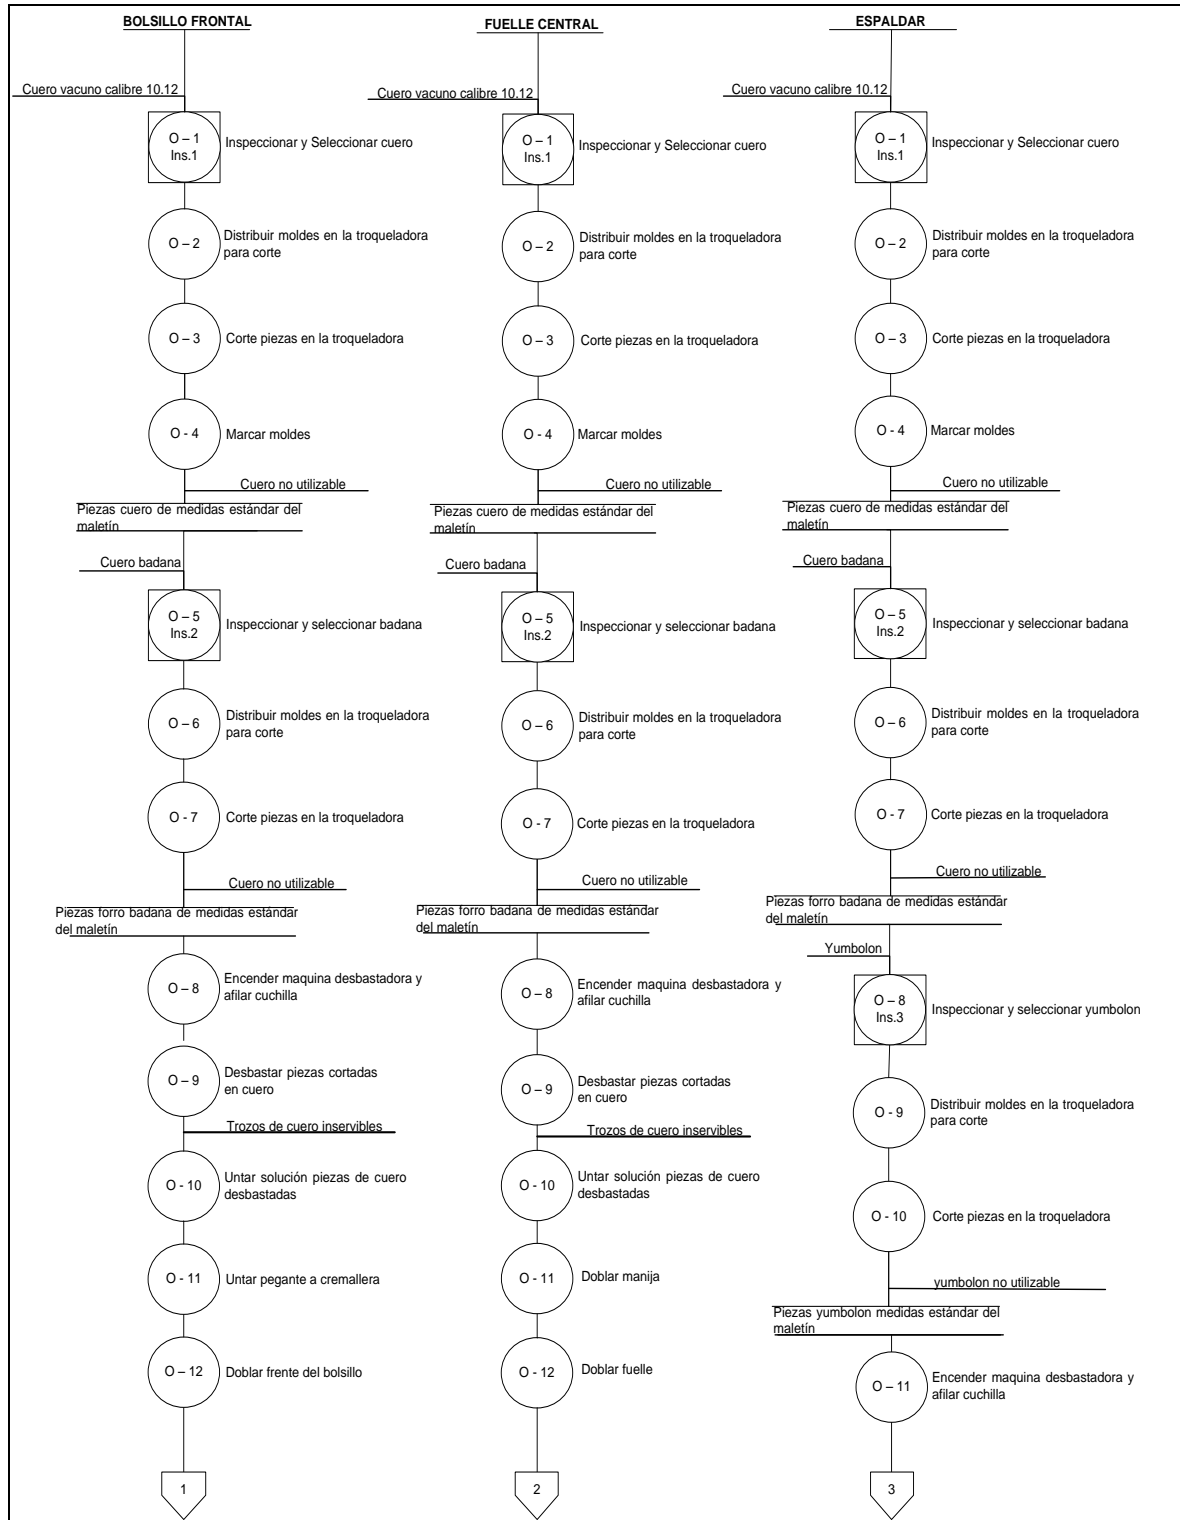 BOLSILLO FRONTAL
Cuero vacuno calibre 10.12
O – 1
Ins.1
Inspeccionar y Seleccionar cuero
O – 2
Distribuir moldes en la troqueladora
para corte
O – 3
Corte piezas en la troqueladora
O - 4
Marcar moldes
Cuero no utilizable
Piezas cuero de medidas estándar del
maletín
Cuero badana
O – 5
Ins.2
Inspeccionar y seleccionar badana
O – 6
Distribuir moldes en la troqueladora
para corte
O - 7
Corte piezas en la troqueladora
Cuero no utilizable
Piezas forro badana de medidas estándar
del maletín
O – 8
Encender maquina desbastadora y
afilar cuchilla
O – 9
Desbastar piezas cortadas
en cuero
Trozos de cuero inservibles
O - 10
Untar solución piezas de cuero
desbastadas
O - 11
Untar pegante a cremallera
O – 12
Doblar frente del bolsillo
1
FUELLE CENTRAL
Cuero vacuno calibre 10.12
O – 1
Ins.1
Inspeccionar y Seleccionar cuero
O – 2
Distribuir moldes en la troqueladora
para corte
O – 3
Corte piezas en la troqueladora
O - 4
Marcar moldes
Cuero no utilizable
Piezas cuero de medidas estándar del
maletín
Cuero badana
O – 5
Ins.2
Inspeccionar y seleccionar badana
O – 6
Distribuir moldes en la troqueladora
para corte
O - 7
Corte piezas en la troqueladora
Cuero no utilizable
Piezas forro badana de medidas estándar
del maletín
O – 8
Encender maquina desbastadora y
afilar cuchilla
O – 9
Desbastar piezas cortadas
en cuero
Trozos de cuero inservibles
O - 10
Untar solución piezas de cuero
desbastadas
O - 11
Doblar manija
O - 12
Doblar fuelle
2
ESPALDAR
Cuero vacuno calibre 10.12
O – 1
Ins.1
Inspeccionar y Seleccionar cuero
O – 2
Distribuir moldes en la troqueladora
para corte
O – 3
Corte piezas en la troqueladora
O - 4
Marcar moldes
Cuero no utilizable
Piezas cuero de medidas estándar del
maletín
Cuero badana
O – 5
Ins.2
Inspeccionar y seleccionar badana
O – 6
Distribuir moldes en la troqueladora
para corte
O - 7
Corte piezas en la troqueladora
Cuero no utilizable
Piezas forro badana de medidas estándar
del maletín
Yumbolon
O – 8
Ins.3
Inspeccionar y seleccionar yumbolon
O - 9
Distribuir moldes en la troqueladora
para corte
O - 10
Corte piezas en la troqueladora
yumbolon no utilizable
Piezas yumbolon medidas estándar del
maletín
O – 11
Encender maquina desbastadora y
afilar cuchilla
3